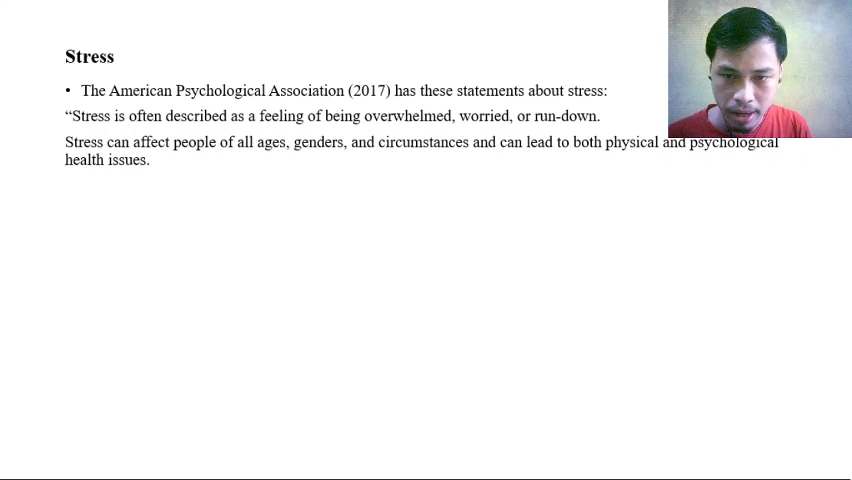 Stress
• The American Psychological Association (2017) has these statements about stress:
“Stress is often described as a feeling of being overwhelmed, worried, or run-down.
Stress can affect people of all ages, genders, and circumstances and can lead to both physical and psychological
health issues.